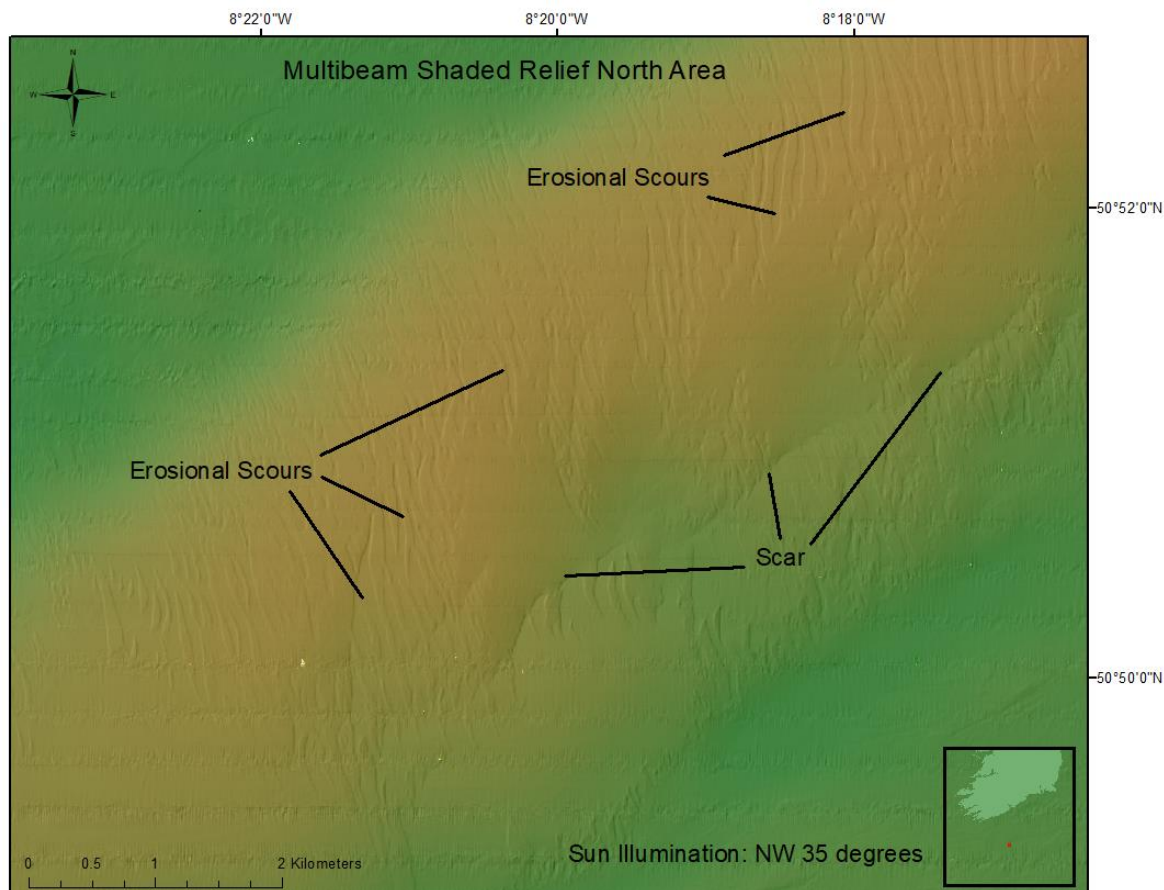 8°22'0"W
8°20'0"W
8°18'0"W
Multibeam Shaded Relief North Area
N
W E
S
Erosional Scours
50°52'0"N
Erosional Scours
Scar
50°50'0"N
Sun Illumination: NW 35 degrees
0 0.5 1 2 Kilometers